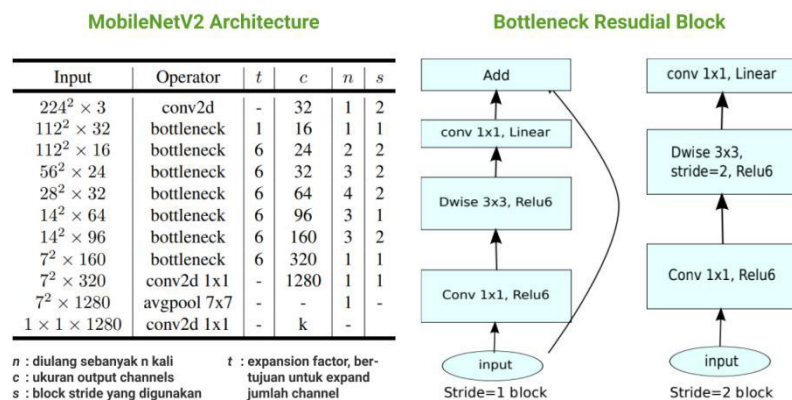 MobileNetV2 Architecture
Input Operator t c n s
224² × 3 conv2d - 32 1 2
112² × 32 bottleneck 1 16 1 1
112² × 16 bottleneck 6 24 2 2
56² × 24 bottleneck 6 32 3 2
28² × 32 bottleneck 6 64 4 2
14² × 64 bottleneck 6 96 3 1
14² × 96 bottleneck 6 160 3 2
7² × 160 bottleneck 6 320 1 1
7² × 320 conv2d 1x1 - 1280 1 1
7² × 1280 avgpool 7x7 - - 1 -
1 × 1 × 1280 conv2d 1x1 - k -
n : diulang sebanyak n kali
c : ukuran output channels
s : block stride yang digunakan
t : expansion factor, ber-
tujuan untuk expand
jumlah channel
Bottleneck Resudial Block
Add
conv 1x1, Linear
Dwise 3x3, Relu6
Conv 1x1, Relu6
input
Stride=1 block
conv 1x1, Linear
Dwise 3x3,
stride=2, Relu6
Conv 1x1, Relu6
input
Stride=2 block